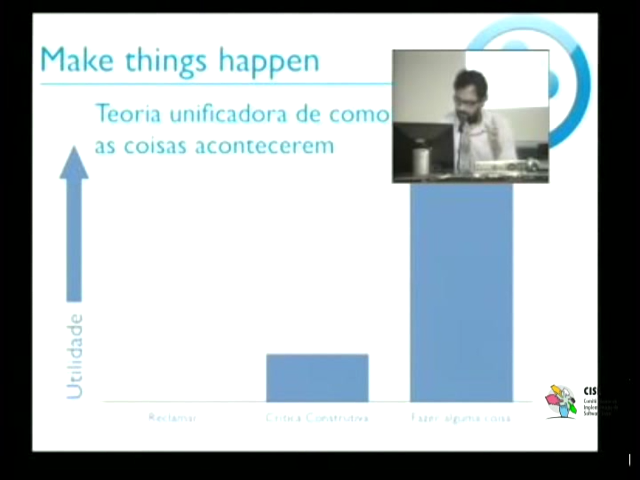 Make things happen
Teoria unificadora de como
as coisas acontecerem
Utilidade
Reclamar
Crítica Construtiva
Fazer alguma coisa
CIS